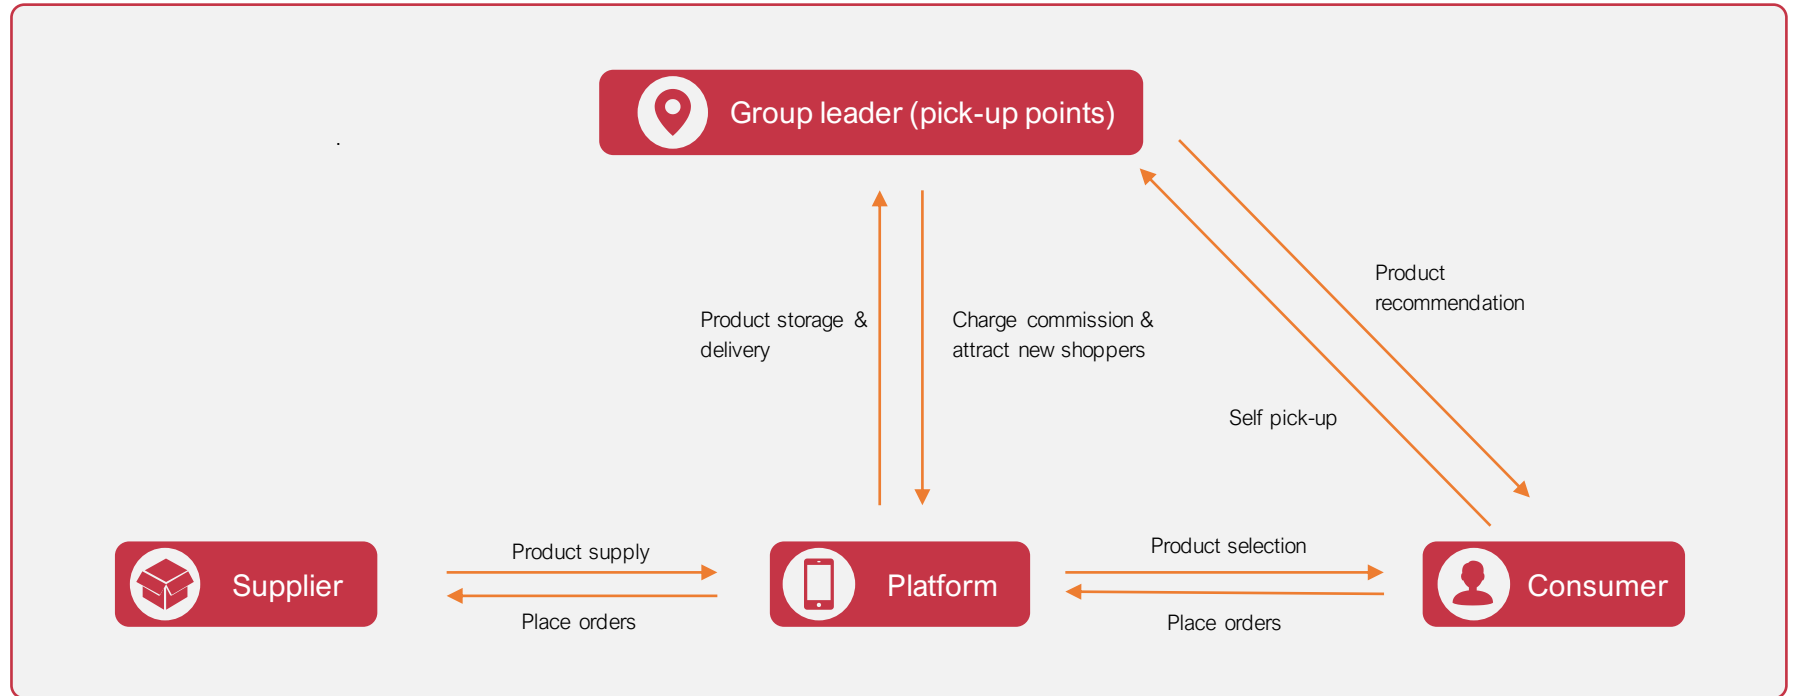 Group leader (pick-up points)
.
Product
recommendation
Product storage &
delivery
Charge commission &
attract new shoppers
Self pick-up
Product supply
Product selection
Supplier
Platform
Consumer
Place orders
Place orders